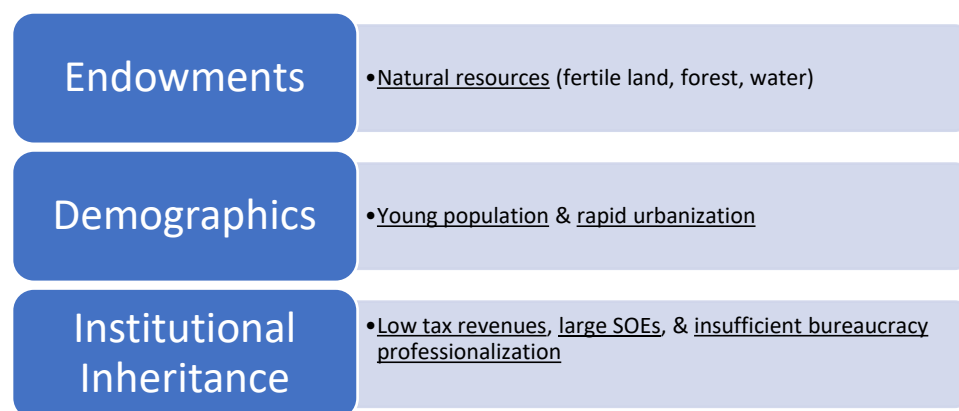 Endowments
•Natural resources (fertile land, forest, water)
Demographics
•Young population & rapid urbanization
Institutional
Inheritance
•Low tax revenues, large SOEs, & insufficient bureaucracy
professionalization